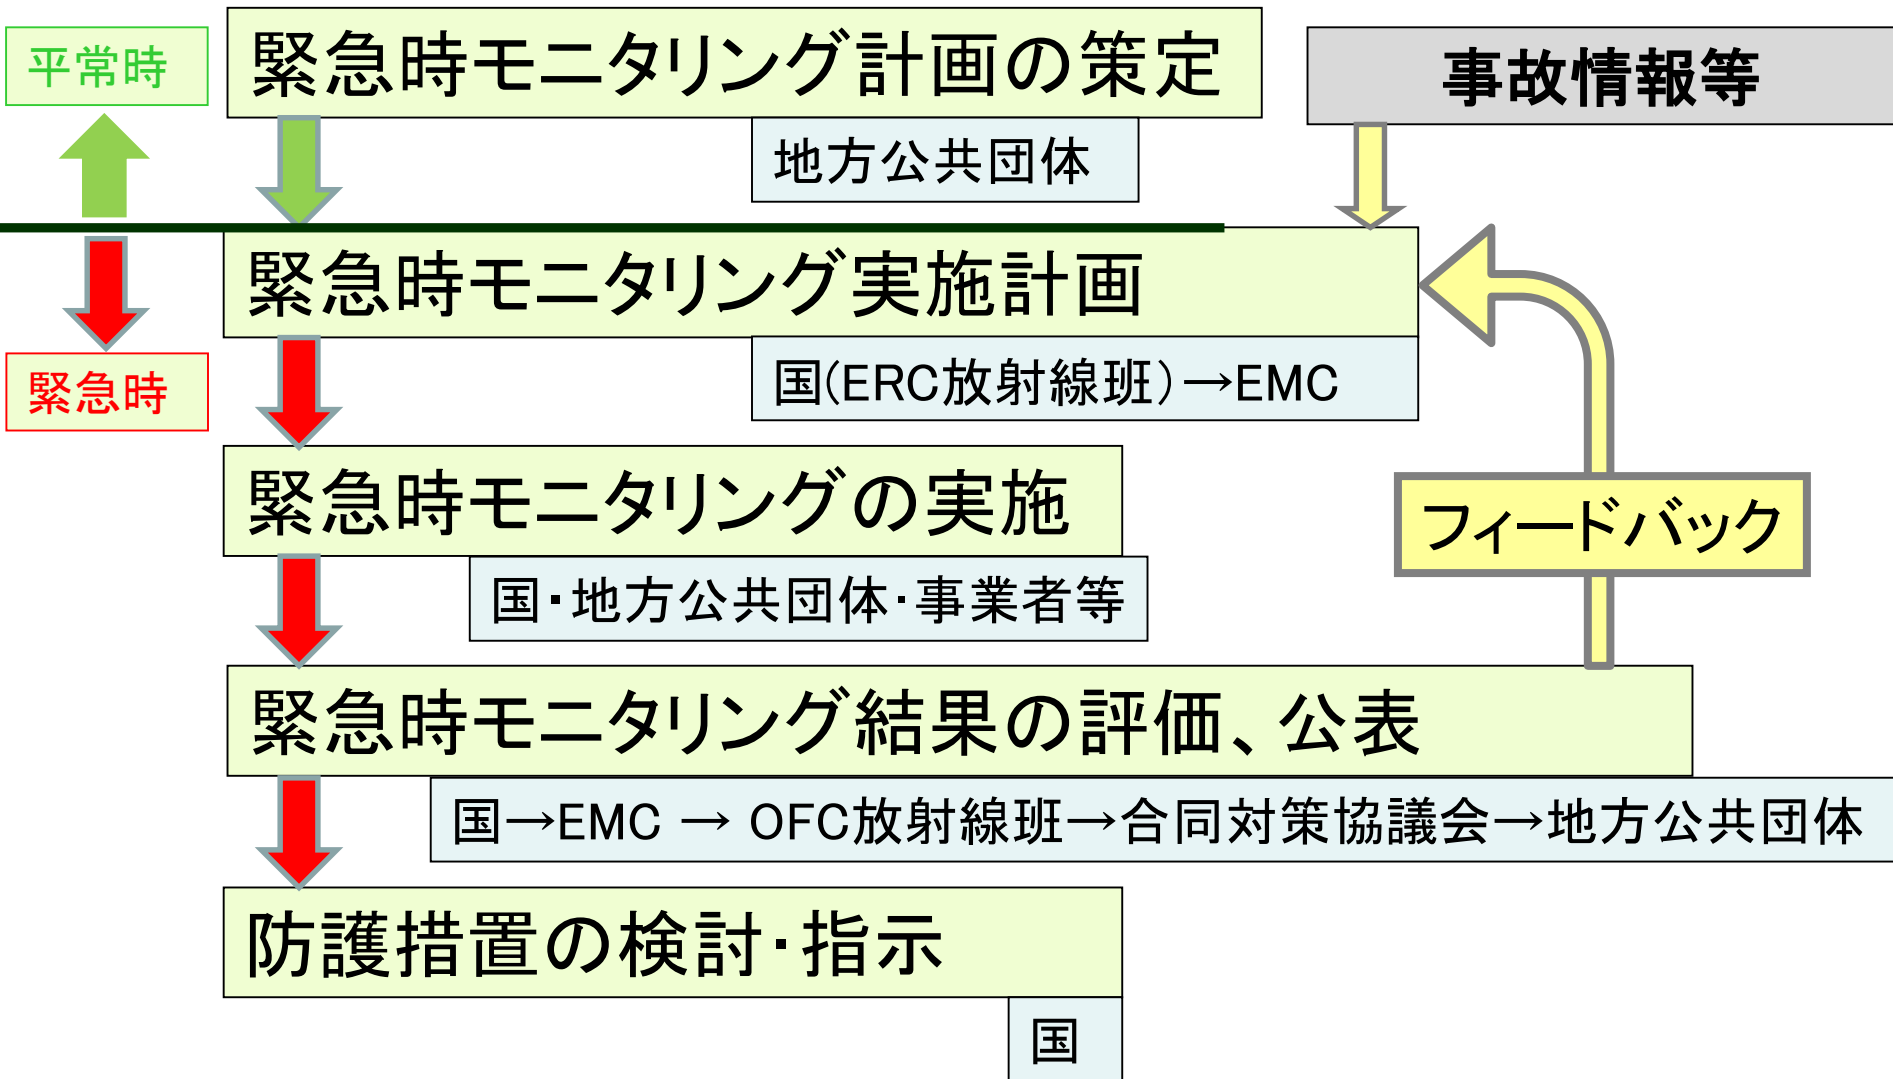 平常時
緊急時モニタリング計画の策定
事故情報等
地方公共団体
緊急時モニタリング実施計画
国(ERC放射線班)→EMC
緊急時
緊急時モニタリングの実施
フィードバック
国・地方公共団体・事業者等
緊急時モニタリング結果の評価、公表
国→EMC → OFC放射線班→合同対策協議会→地方公共団体
防護措置の検討・指示
国